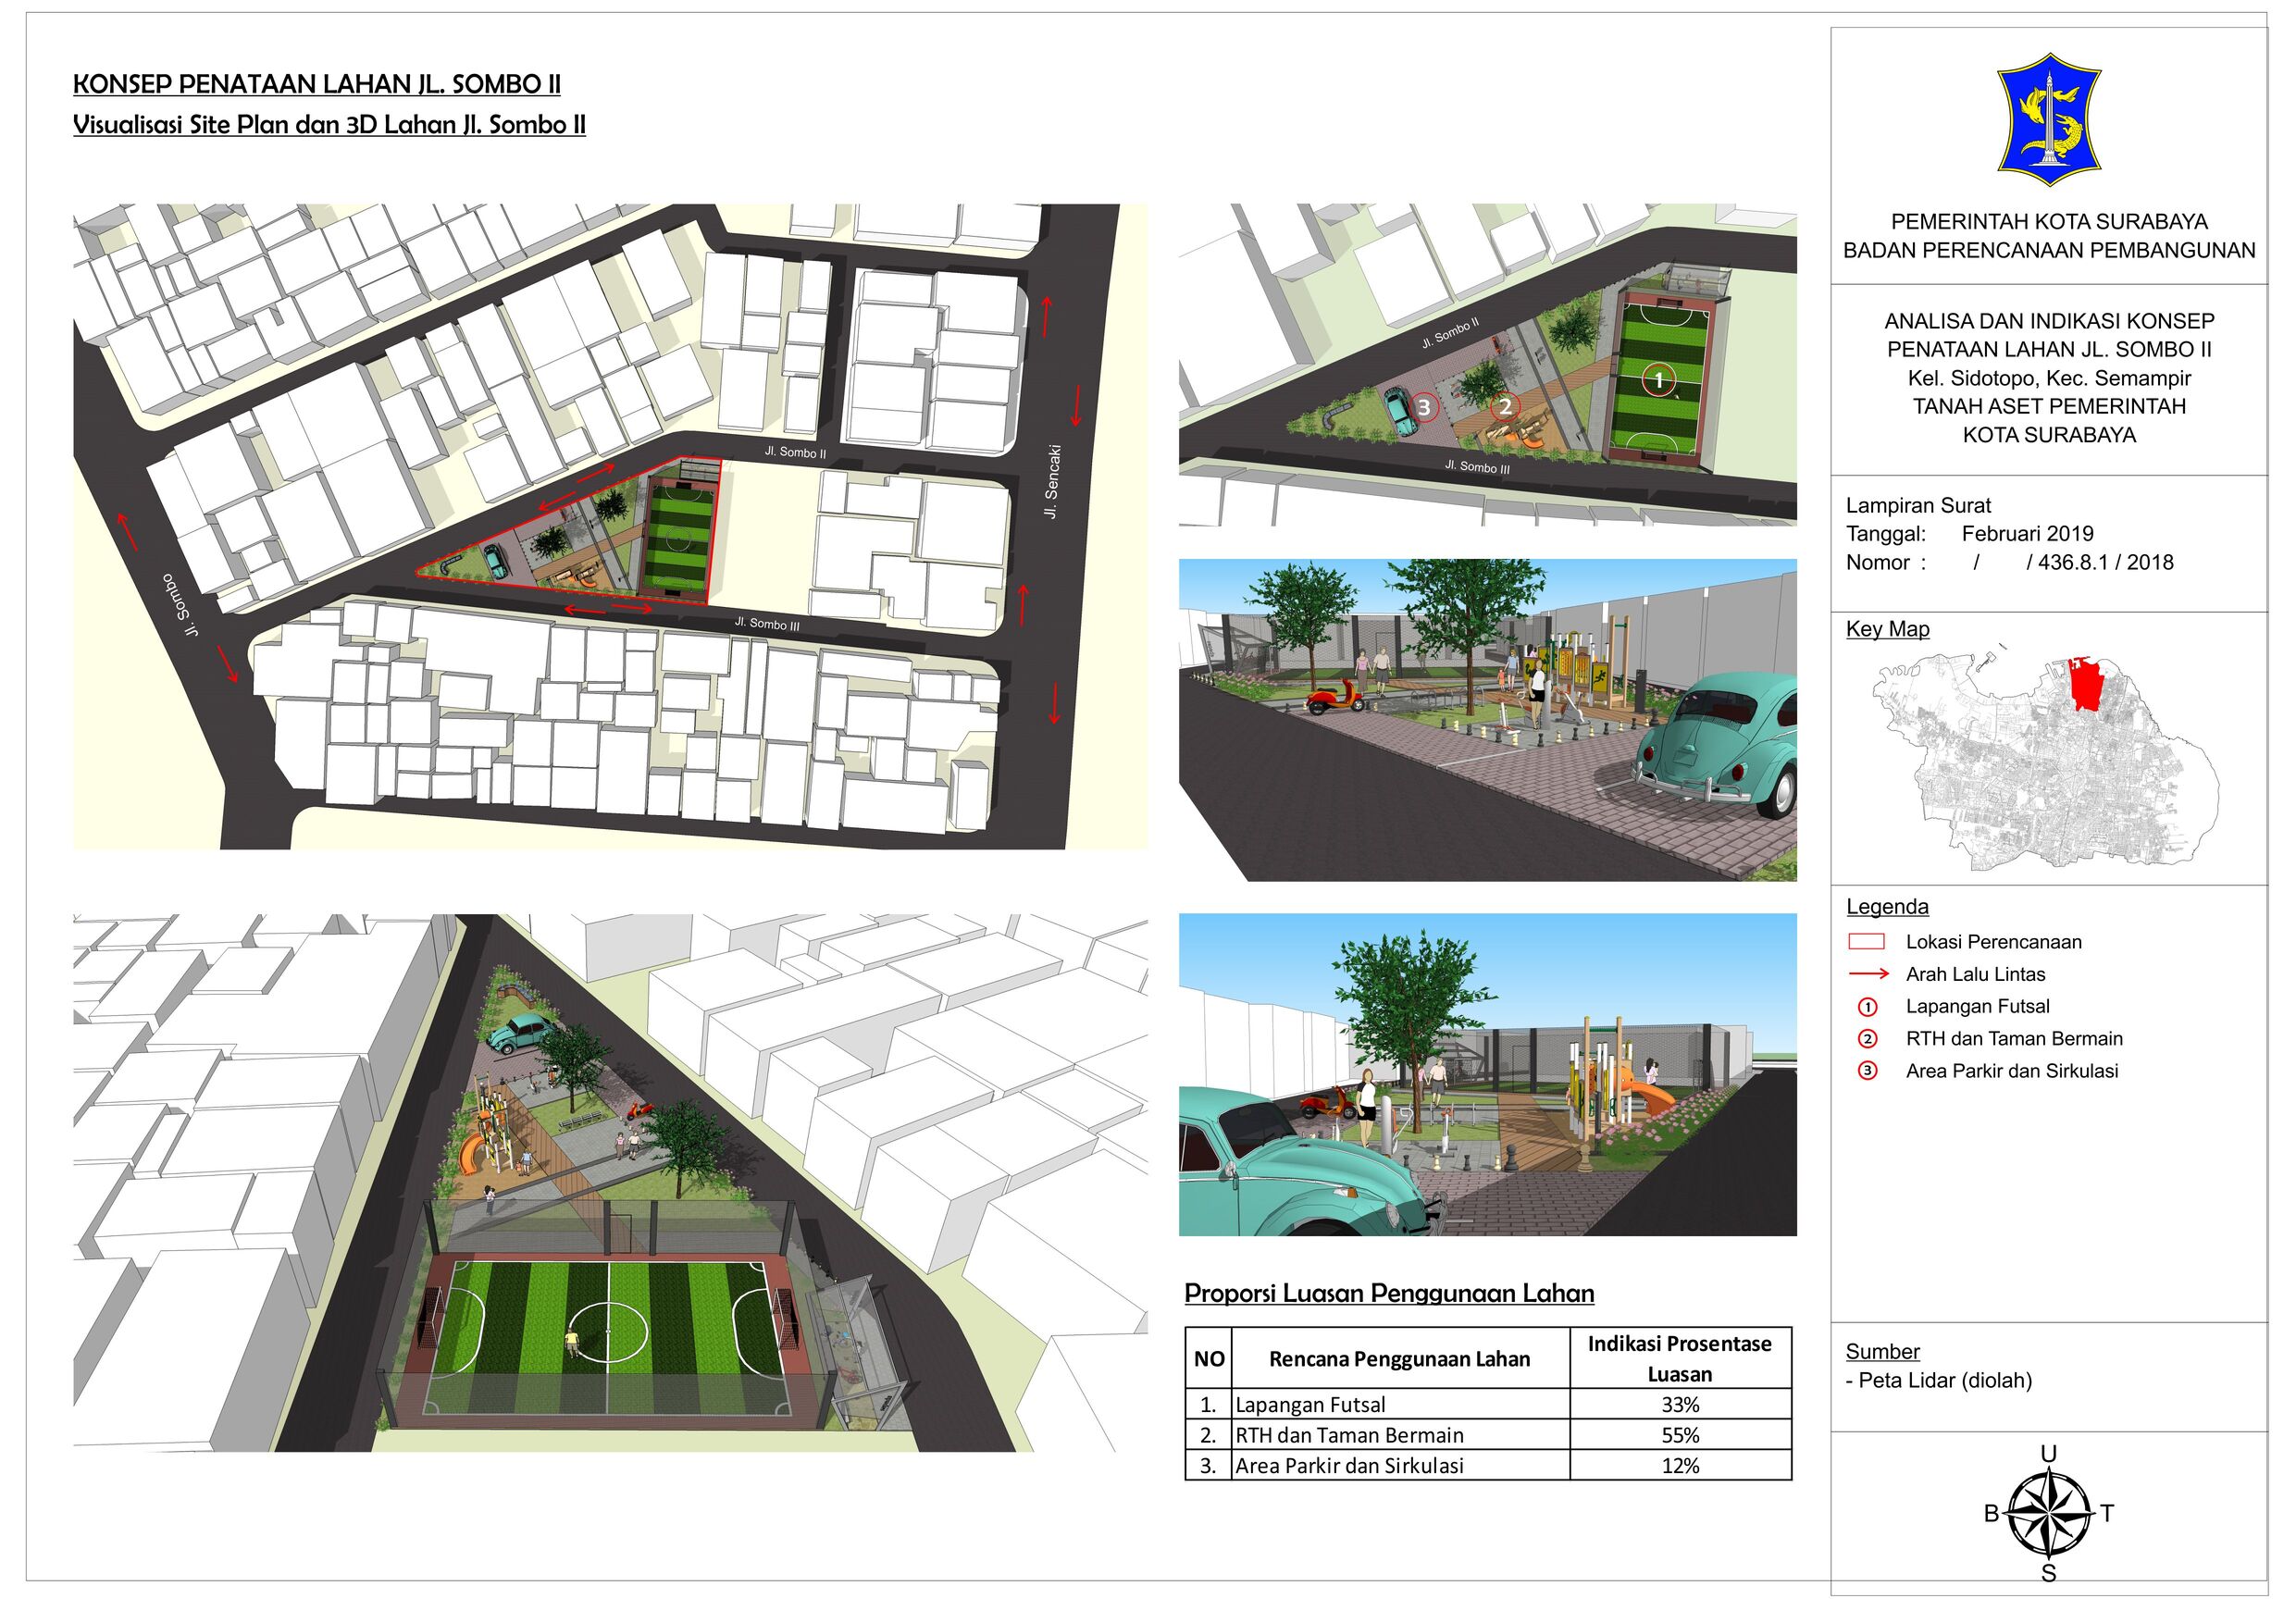 KONSEP PENATAAN LAHAN JL. SOMBO II
Visualisasi Site Plan dan 3D Lahan Jl. Sombo II
Jl. Sombo II
Jl. Sencaki
Jl. Sombo
Jl. Sombo III
Jl. Sombo II
1
2
3
Jl. Sombo III
Proporsi Luasan Penggunaan Lahan
NO Rencana Penggunaan Lahan Indikasi Prosentase Luasan
1. Lapangan Futsal 33%
2. RTH dan Taman Bermain 55%
3. Area Parkir dan Sirkulasi 12%
PEMERINTAH KOTA SURABAYA
BADAN PERENCANAAN PEMBANGUNAN
ANALISA DAN INDIKASI KONSEP
PENATAAN LAHAN JL. SOMBO II
Kel. Sidotopo, Kec. Semampir
TANAH ASET PEMERINTAH
KOTA SURABAYA
Lampiran Surat
Tanggal: Februari 2019
Nomor : / / 436.8.1 / 2018
Key Map
Legenda
Lokasi Perencanaan
Arah Lalu Lintas
1 Lapangan Futsal
2 RTH dan Taman Bermain
3 Area Parkir dan Sirkulasi
Sumber
- Peta Lidar (diolah)
U
B T
S